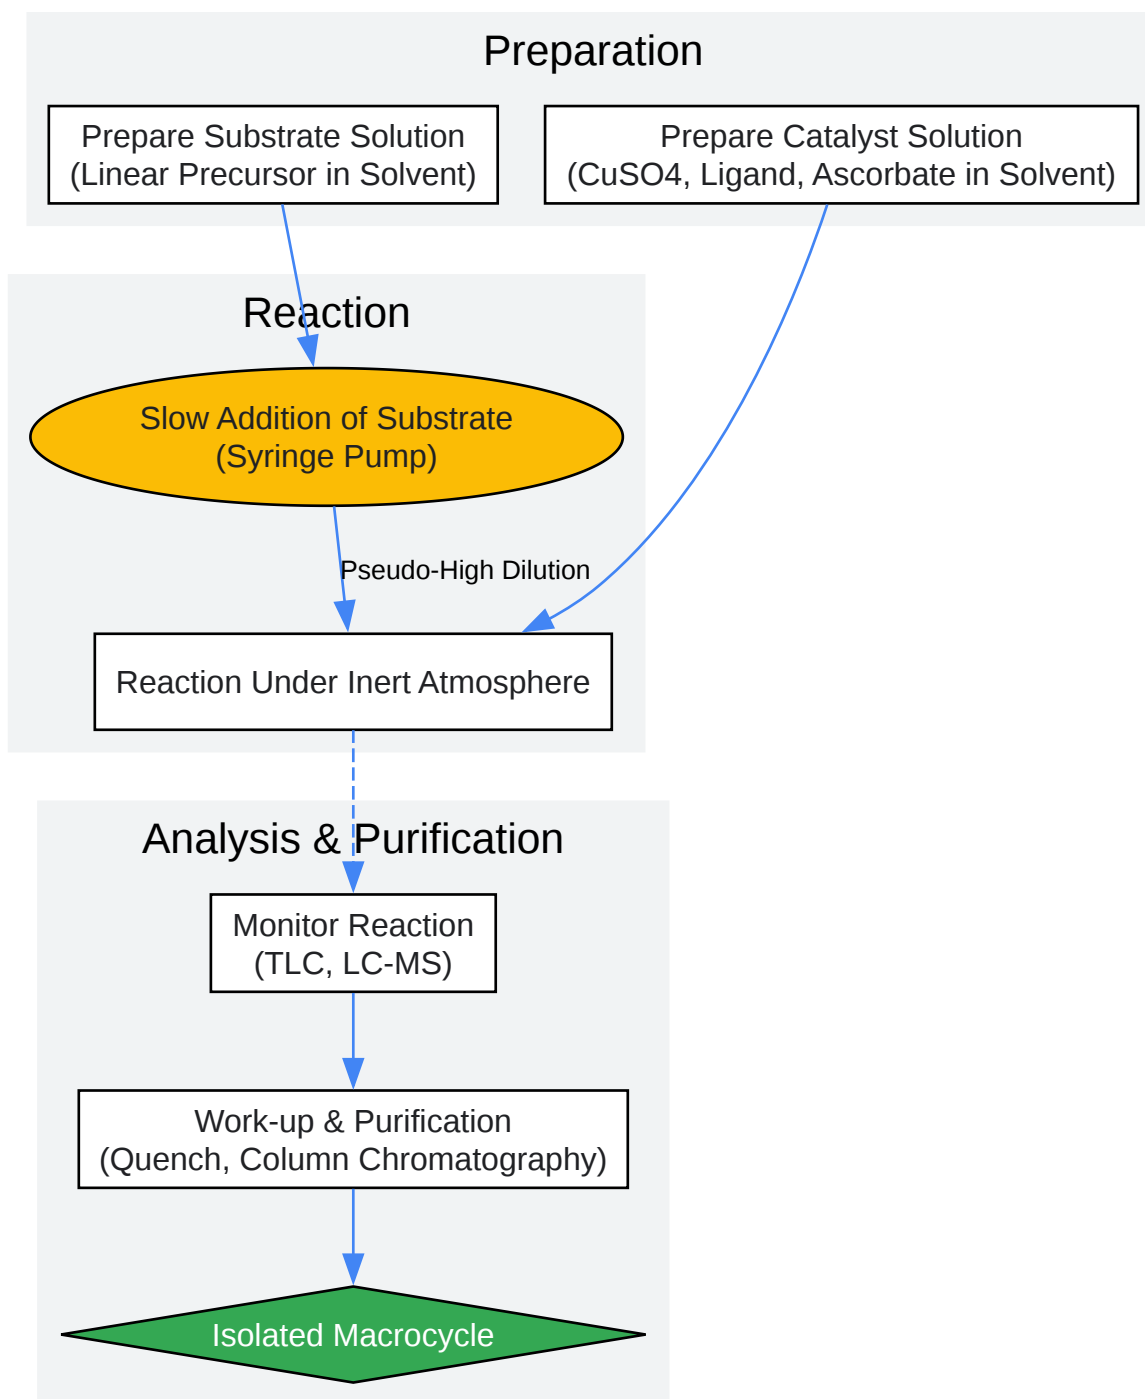 Preparation
Prepare Substrate Solution
(Linear Precursor in Solvent)
Prepare Catalyst Solution
(CuSO4, Ligand, Ascorbate in Solvent)
Reaction
Slow Addition of Substrate
(Syringe Pump)
Pseudo-High Dilution
Reaction Under Inert Atmosphere
Analysis & Purification
Monitor Reaction
(TLC, LC-MS)
Work-up & Purification
(Quench, Column Chromatography)
Isolated Macrocycle